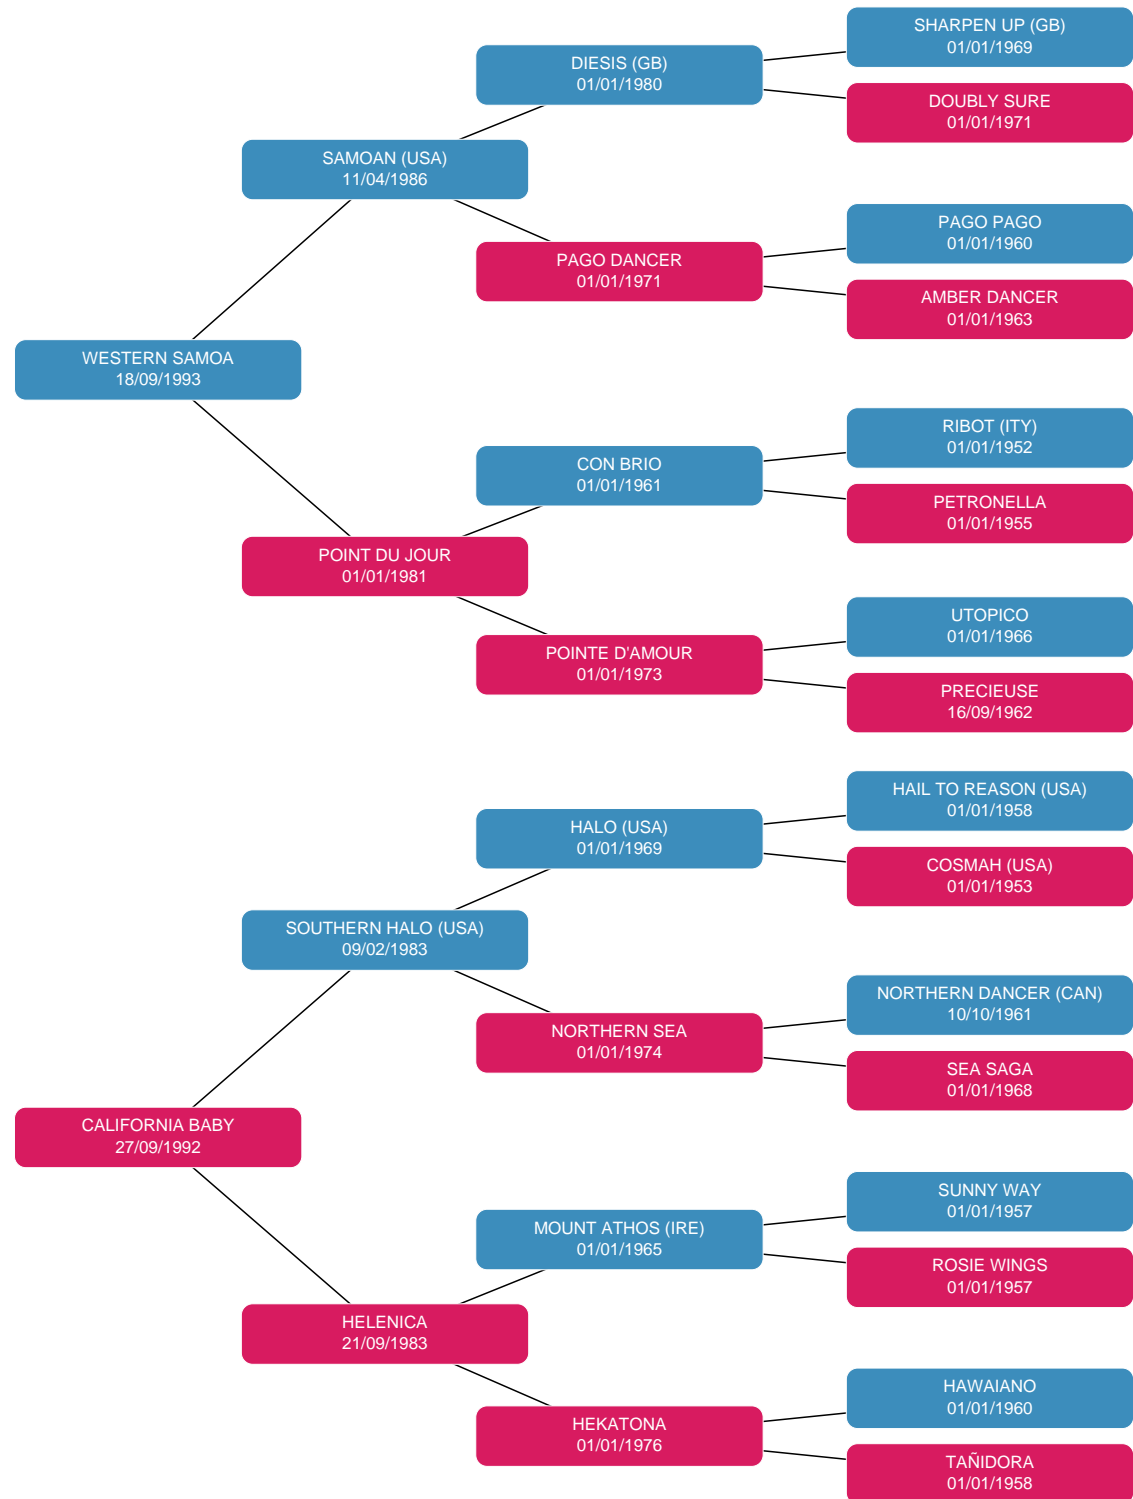 SHARPEN UP (GB)
01/01/1969
DIESIS (GB)
01/01/1980
DOUBLY SURE
01/01/1971
SAMOAN (USA)
11/04/1986
PAGO PAGO
01/01/1960
PAGO DANCER
01/01/1971
AMBER DANCER
01/01/1963
WESTERN SAMOA
18/09/1993
RIBOT (ITY)
01/01/1952
CON BRIO
01/01/1961
PETRONELLA
01/01/1955
POINT DU JOUR
01/01/1981
UTOPICO
01/01/1966
POINTE D'AMOUR
01/01/1973
PRECIEUSE
16/09/1962
HAIL TO REASON (USA)
01/01/1958
HALO (USA)
01/01/1969
COSMAH (USA)
01/01/1953
SOUTHERN HALO (USA)
09/02/1983
NORTHERN DANCER (CAN)
10/10/1961
NORTHERN SEA
01/01/1974
SEA SAGA
01/01/1968
CALIFORNIA BABY
27/09/1992
SUNNY WAY
01/01/1957
MOUNT ATHOS (IRE)
01/01/1965
ROSIE WINGS
01/01/1957
HELENICA
21/09/1983
HAWAIANO
01/01/1960
HEKATONA
01/01/1976
TAÑIDORA
01/01/1958